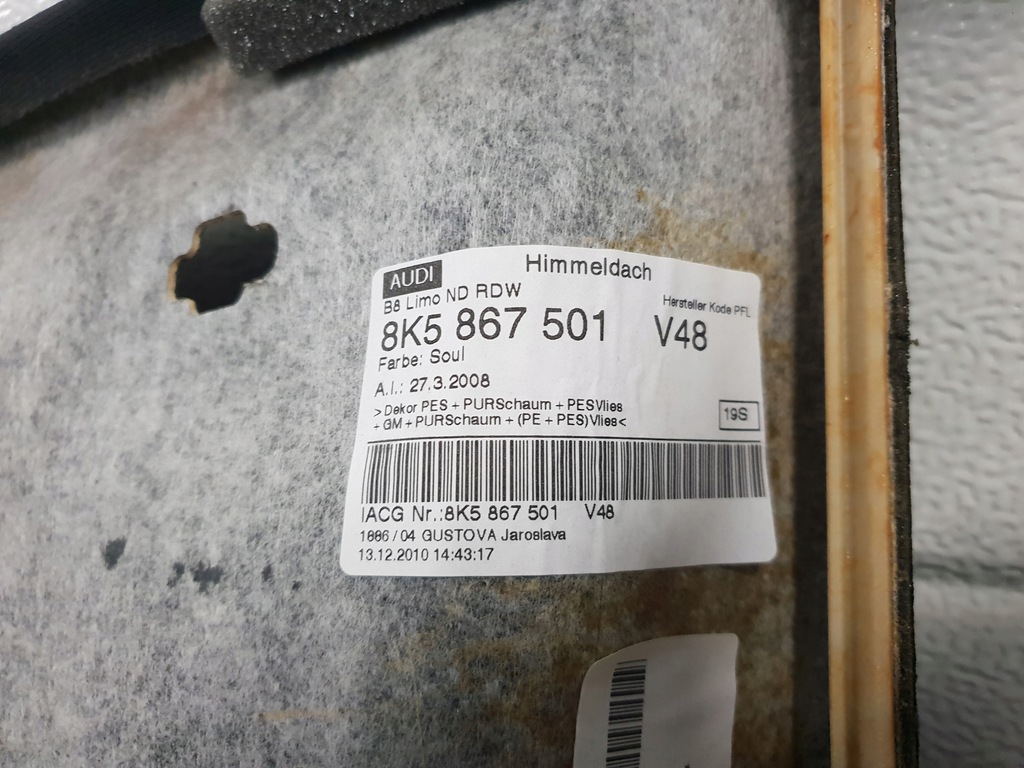 AUDI Himmeldach
B8 Limo ND RDW
Hersteller Kode PFL
8K5 867 501 V48
Farbe: Soul
A.I.: 27.3.2008
>Dekor PES + PURSchaum + PESVlies
+ GM + PURSchaum + (PE + PES)Vlies<
19S
IACG Nr.:8K5 867 501 V48
1886 / 04 GUSTOVA Jaroslava
13.12.2010 14:43:17